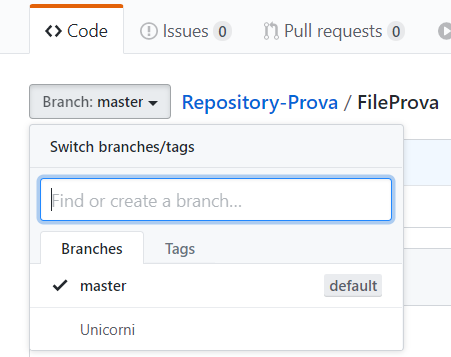 Code Issues 0 Pull requests 0
Branch: master Repository-Prova / FileProva
Switch branches/tags
Find or create a branch...
Branches Tags
master default
Unicorni